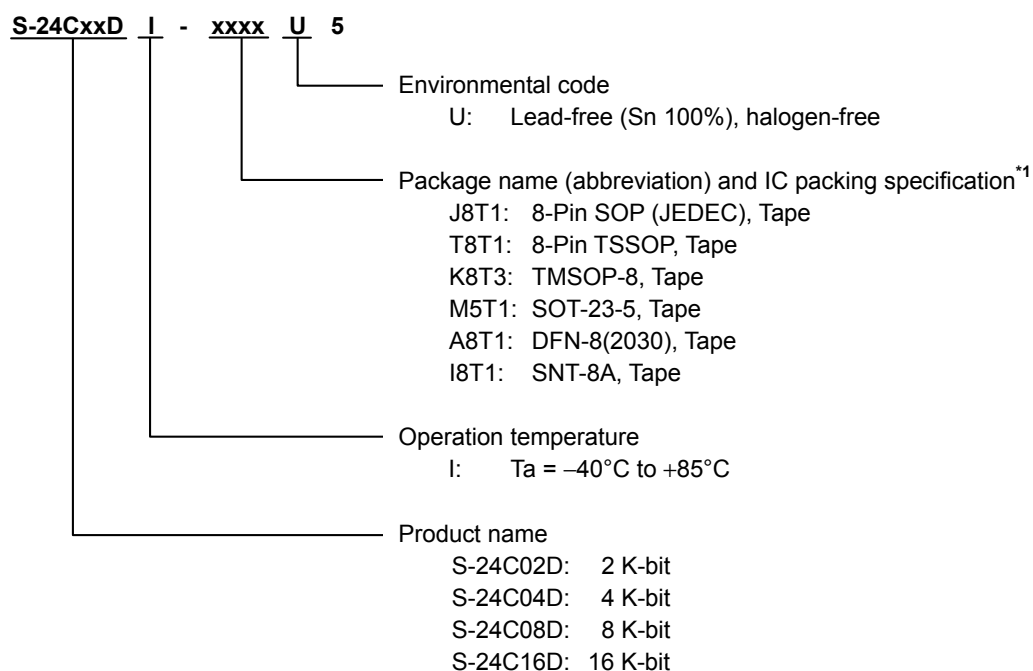 S-24CxxD I - xxxx U 5
Environmental code
U: Lead-free (Sn 100%), halogen-free
Package name (abbreviation) and IC packing specification*1
J8T1: 8-Pin SOP (JEDEC), Tape
T8T1: 8-Pin TSSOP, Tape
K8T3: TMSOP-8, Tape
M5T1: SOT-23-5, Tape
A8T1: DFN-8(2030), Tape
I8T1: SNT-8A, Tape
Operation temperature
I: Ta = −40°C to +85°C
Product name
S-24C02D: 2 K-bit
S-24C04D: 4 K-bit
S-24C08D: 8 K-bit
S-24C16D: 16 K-bit